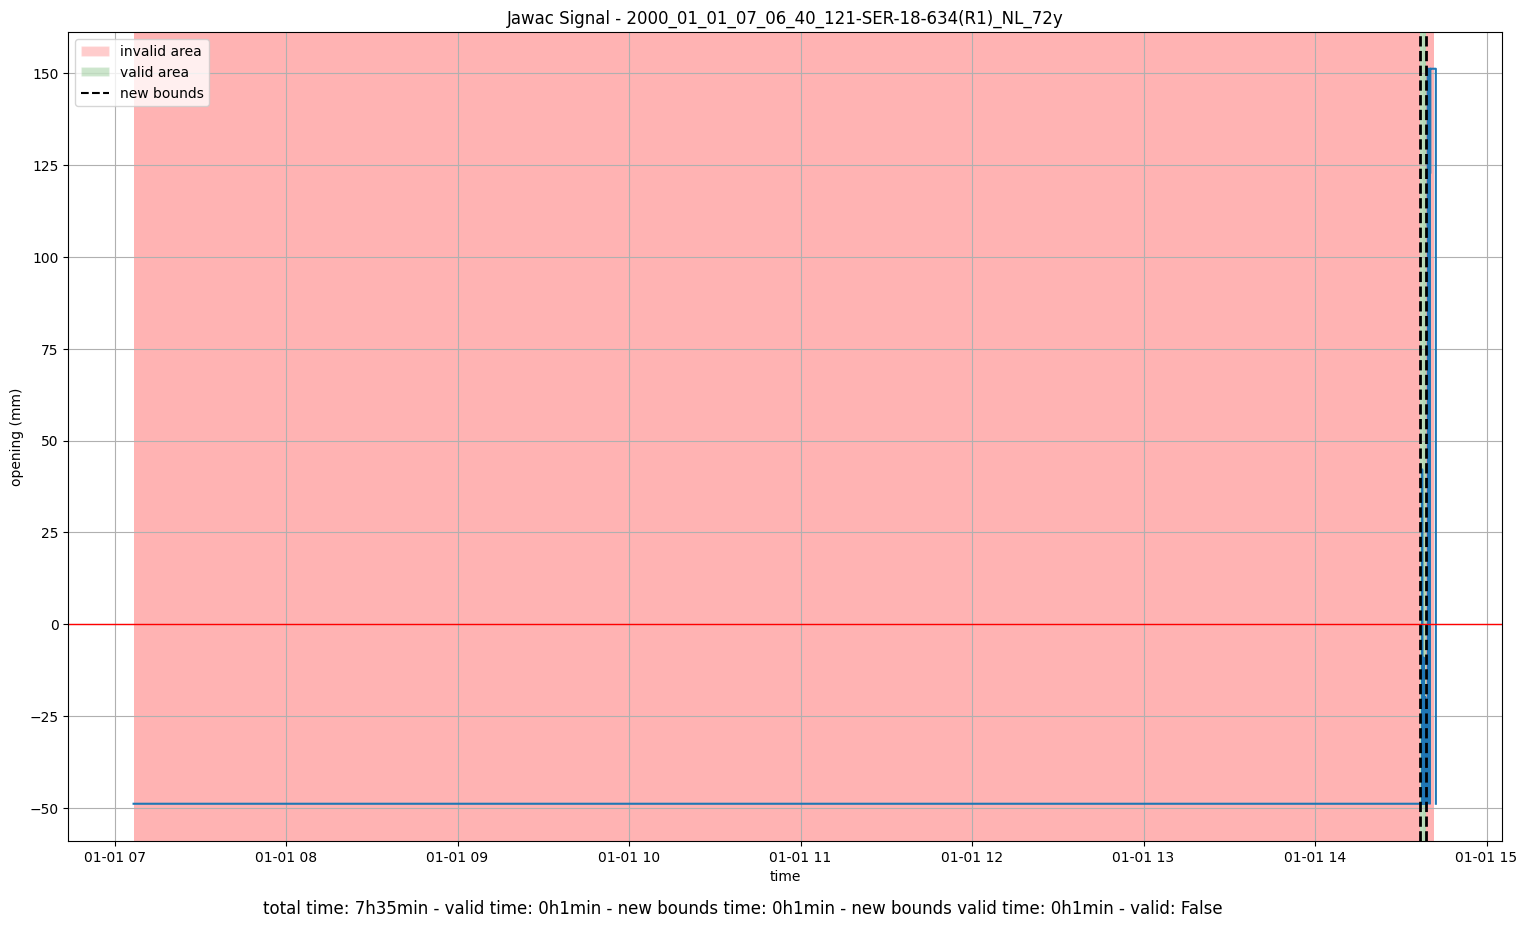 Jawac Signal - 2000_01_01_07_06_40_121-SER-18-634(R1)_NL_72y
invalid area
valid area
new bounds
opening (mm)
150
125
100
75
50
25
0
−25
−50
01-01 07
01-01 08
01-01 09
01-01 10
01-01 11
01-01 12
01-01 13
01-01 14
01-01 15
time
total time: 7h35min - valid time: 0h1min - new bounds time: 0h1min - new bounds valid time: 0h1min - valid: False